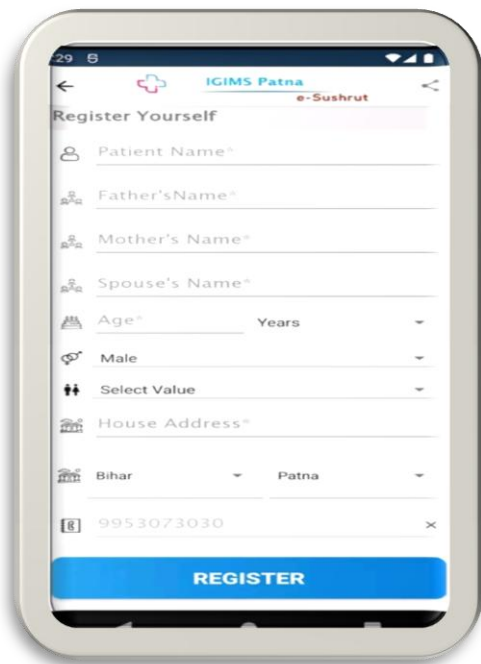 :29 S
IGIMS Patna
e-Sushrut
Register Yourself
Patient Name*
Father'sName*
Mother's Name*
Spouse's Name*
Age* Years
Male
Select Value
House Address*
Bihar Patna
9953073030
REGISTER